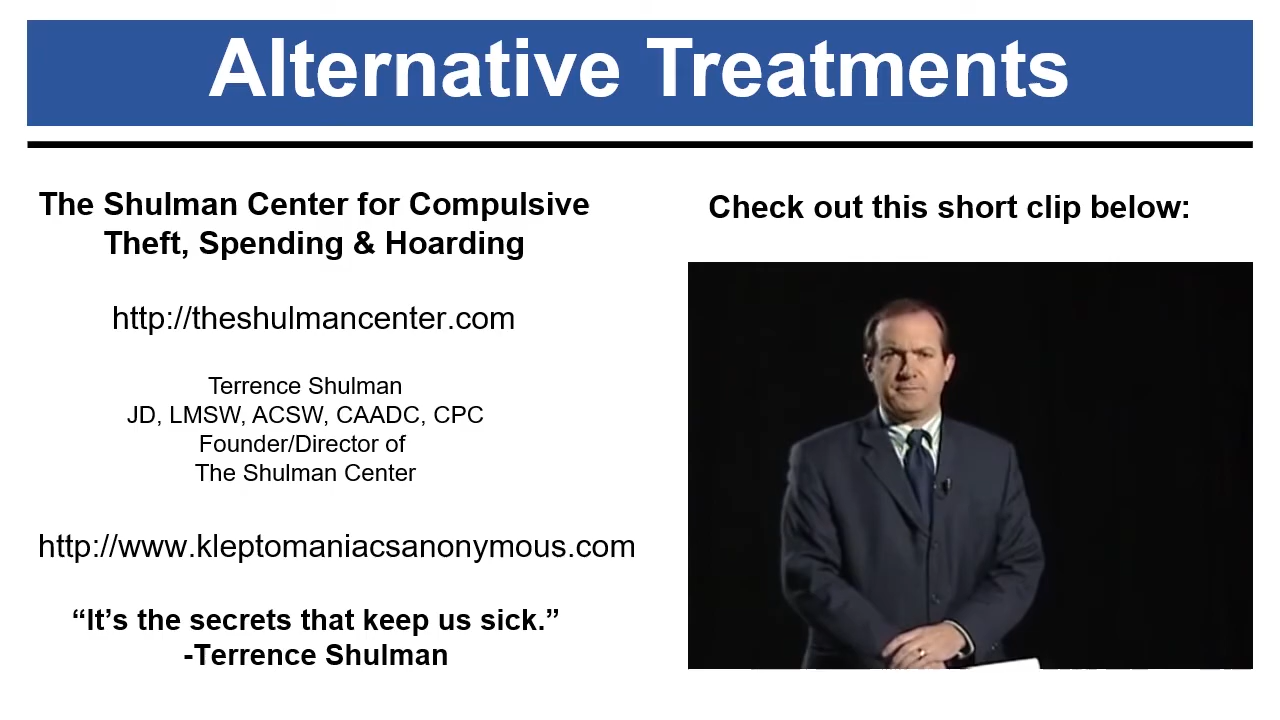 Alternative Treatments
The Shulman Center for Compulsive
Theft, Spending & Hoarding
http://theshulmancenter.com
Terrence Shulman
JD, LMSW, ACSW, CAADC, CPC
Founder/Director of
The Shulman Center
http://www.kleptomaniacsanonymous.com
“It’s the secrets that keep us sick.”
-Terrence Shulman
Check out this short clip below: